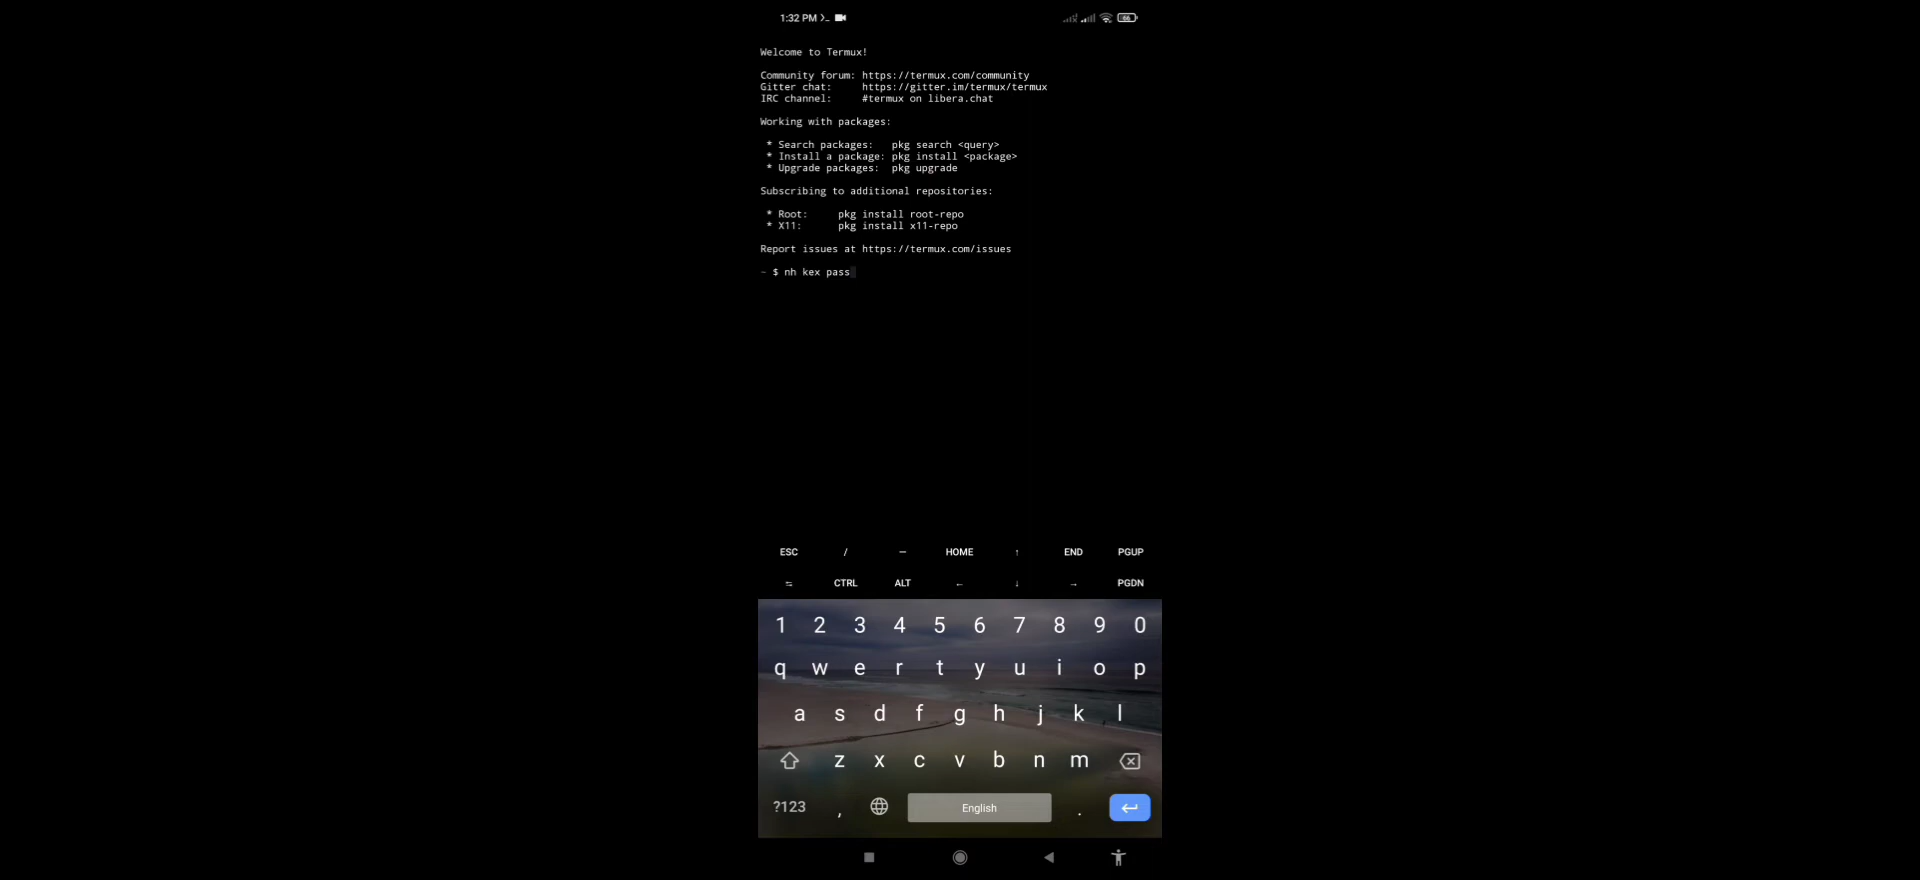 1:32 PM
66
Welcome to Termux!
Community forum: https://termux.com/community
Gitter chat:     https://gitter.im/termux/termux
IRC channel:     #termux on libera.chat
Working with packages:
 * Search packages:   pkg search <query>
 * Install a package: pkg install <package>
 * Upgrade packages:  pkg upgrade
Subscribing to additional repositories:
 * Root:     pkg install root-repo
 * X11:      pkg install x11-repo
Report issues at https://termux.com/issues
~ $ nh kex pass
ESC / — HOME ↑ END PGUP
⇆ CTRL ALT ← ↓ → PGDN
1 2 3 4 5 6 7 8 9 0
q w e r t y u i o p
a s d f g h j k l
z x c v b n m
?123 , English .